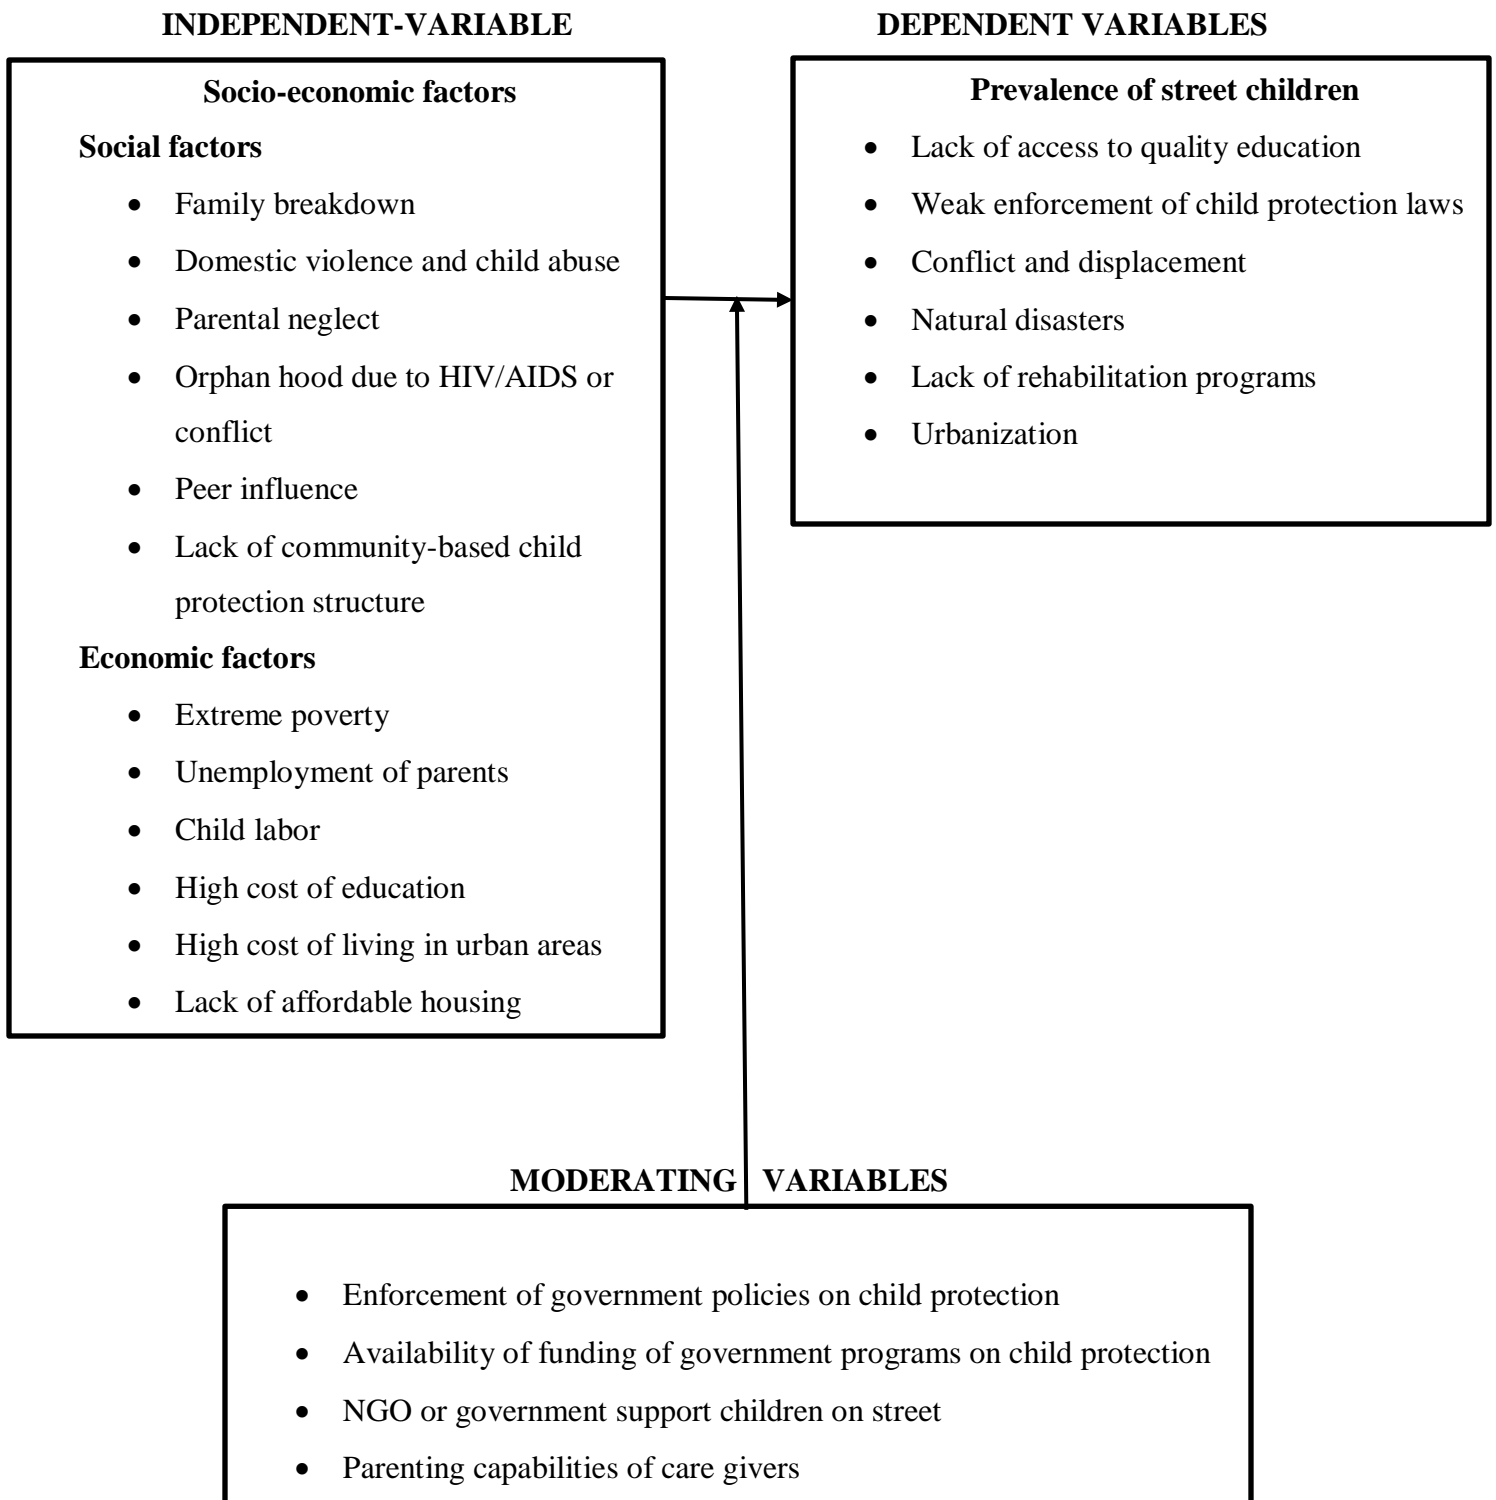 INDEPENDENT-VARIABLE
Socio-economic factors
Social factors
• Family breakdown
• Domestic violence and child abuse
• Parental neglect
• Orphan hood due to HIV/AIDS or
conflict
• Peer influence
• Lack of community-based child
protection structure
Economic factors
• Extreme poverty
• Unemployment of parents
• Child labor
• High cost of education
• High cost of living in urban areas
• Lack of affordable housing
DEPENDENT VARIABLES
Prevalence of street children
• Lack of access to quality education
• Weak enforcement of child protection laws
• Conflict and displacement
• Natural disasters
• Lack of rehabilitation programs
• Urbanization
MODERATING VARIABLES
• Enforcement of government policies on child protection
• Availability of funding of government programs on child protection
• NGO or government support children on street
• Parenting capabilities of care givers